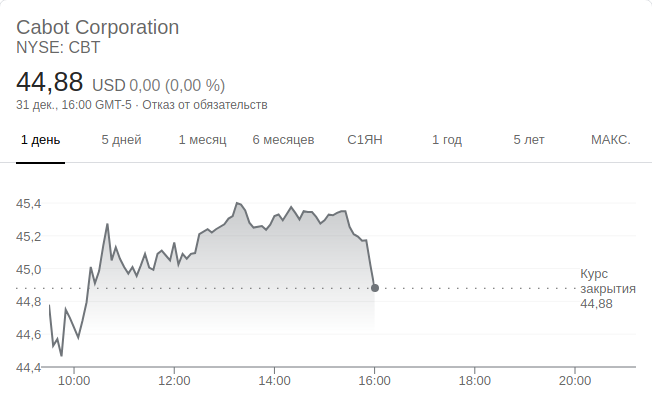 Cabot Corporation
NYSE: CBT
44,88 USD 0,00 (0,00 %)
31 дек., 16:00 GMT-5 · Отказ от обязательств
1 день 5 дней 1 месяц 6 месяцев С1ЯН 1 год 5 лет МАКС.
45,4
45,2
45,0
Курс
закрытия
44,88
44,8
44,6
44,4
10:00 12:00 14:00 16:00 18:00 20:00